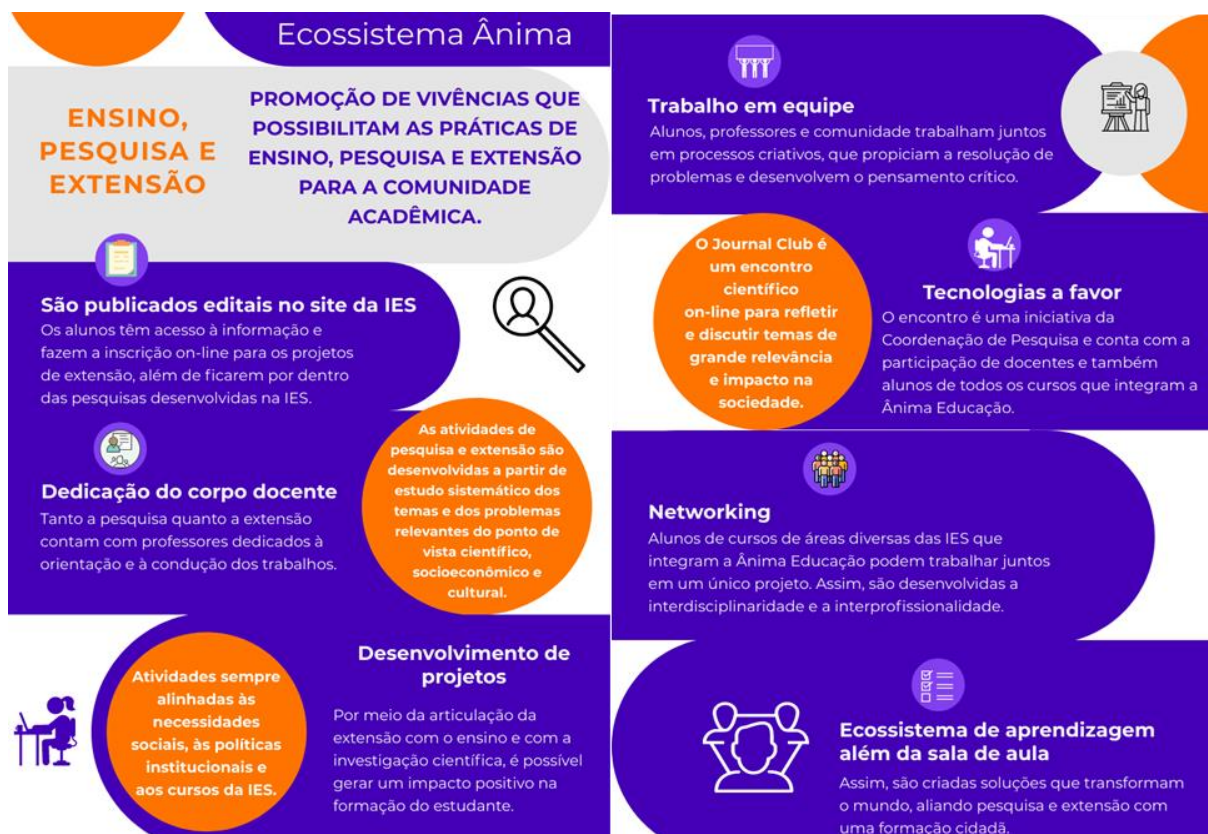 Ecossistema Ânima
ENSINO,
PESQUISA E
EXTENSÃO
PROMOÇÃO DE VIVÊNCIAS QUE
POSSIBILITAM AS PRÁTICAS DE
ENSINO, PESQUISA E EXTENSÃO
PARA A COMUNIDADE
ACADÊMICA.
São publicados editais no site da IES
Os alunos têm acesso à informação e
fazem a inscrição on-line para os projetos
de extensão, além de ficarem por dentro
das pesquisas desenvolvidas na IES.
Dedicação do corpo docente
Tanto a pesquisa quanto a extensão
contam com professores dedicados à
orientação e à condução dos trabalhos.
As atividades de
pesquisa e extensão são
desenvolvidas a partir de
estudo sistemático dos
temas e dos problemas
relevantes do ponto de
vista científico,
socioeconômico e
cultural.
Atividades sempre
alinhadas às
necessidades
sociais, às políticas
institucionais e
aos cursos da IES.
Desenvolvimento de
projetos
Por meio da articulação da
extensão com o ensino e com a
investigação científica, é possível
gerar um impacto positivo na
formação do estudante.
Trabalho em equipe
Alunos, professores e comunidade trabalham juntos
em processos criativos, que propiciam a resolução de
problemas e desenvolvem o pensamento crítico.
O Journal Club é
um encontro
científico
on-line para refletir
e discutir temas de
grande relevância
e impacto na
sociedade.
Tecnologias a favor
O encontro é uma iniciativa da
Coordenação de Pesquisa e conta com a
participação de docentes e também
alunos de todos os cursos que integram a
Ânima Educação.
Networking
Alunos de cursos de áreas diversas das IES que
integram a Ânima Educação podem trabalhar juntos
em um único projeto. Assim, são desenvolvidas a
interdisciplinaridade e a interprofissionalidade.
Ecossistema de aprendizagem
além da sala de aula
Assim, são criadas soluções que transformam
o mundo, aliando pesquisa e extensão com
uma formação cidadã.